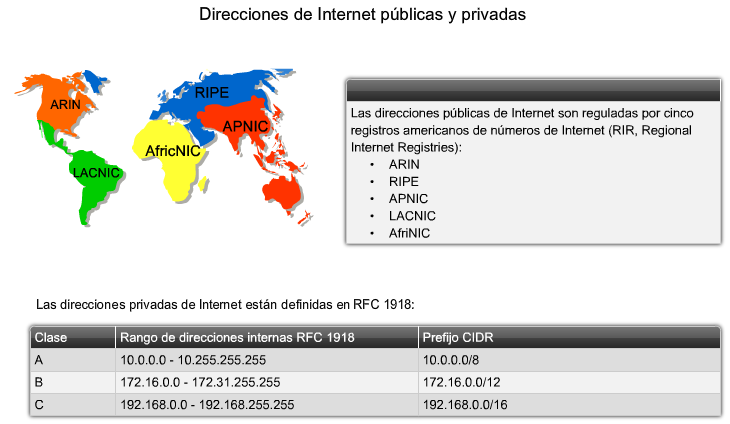 Direcciones de Internet públicas y privadas
ARIN
RIPE
APNIC
AfricNIC
LACNIC
Las direcciones públicas de Internet son reguladas por cinco
registros americanos de números de Internet (RIR, Regional
Internet Registries):
• ARIN
• RIPE
• APNIC
• LACNIC
• AfriNIC
Las direcciones privadas de Internet están definidas en RFC 1918:
Clase Rango de direcciones internas RFC 1918 Prefijo CIDR
A 10.0.0.0 - 10.255.255.255 10.0.0.0/8
B 172.16.0.0 - 172.31.255.255 172.16.0.0/12
C 192.168.0.0 - 192.168.255.255 192.168.0.0/16